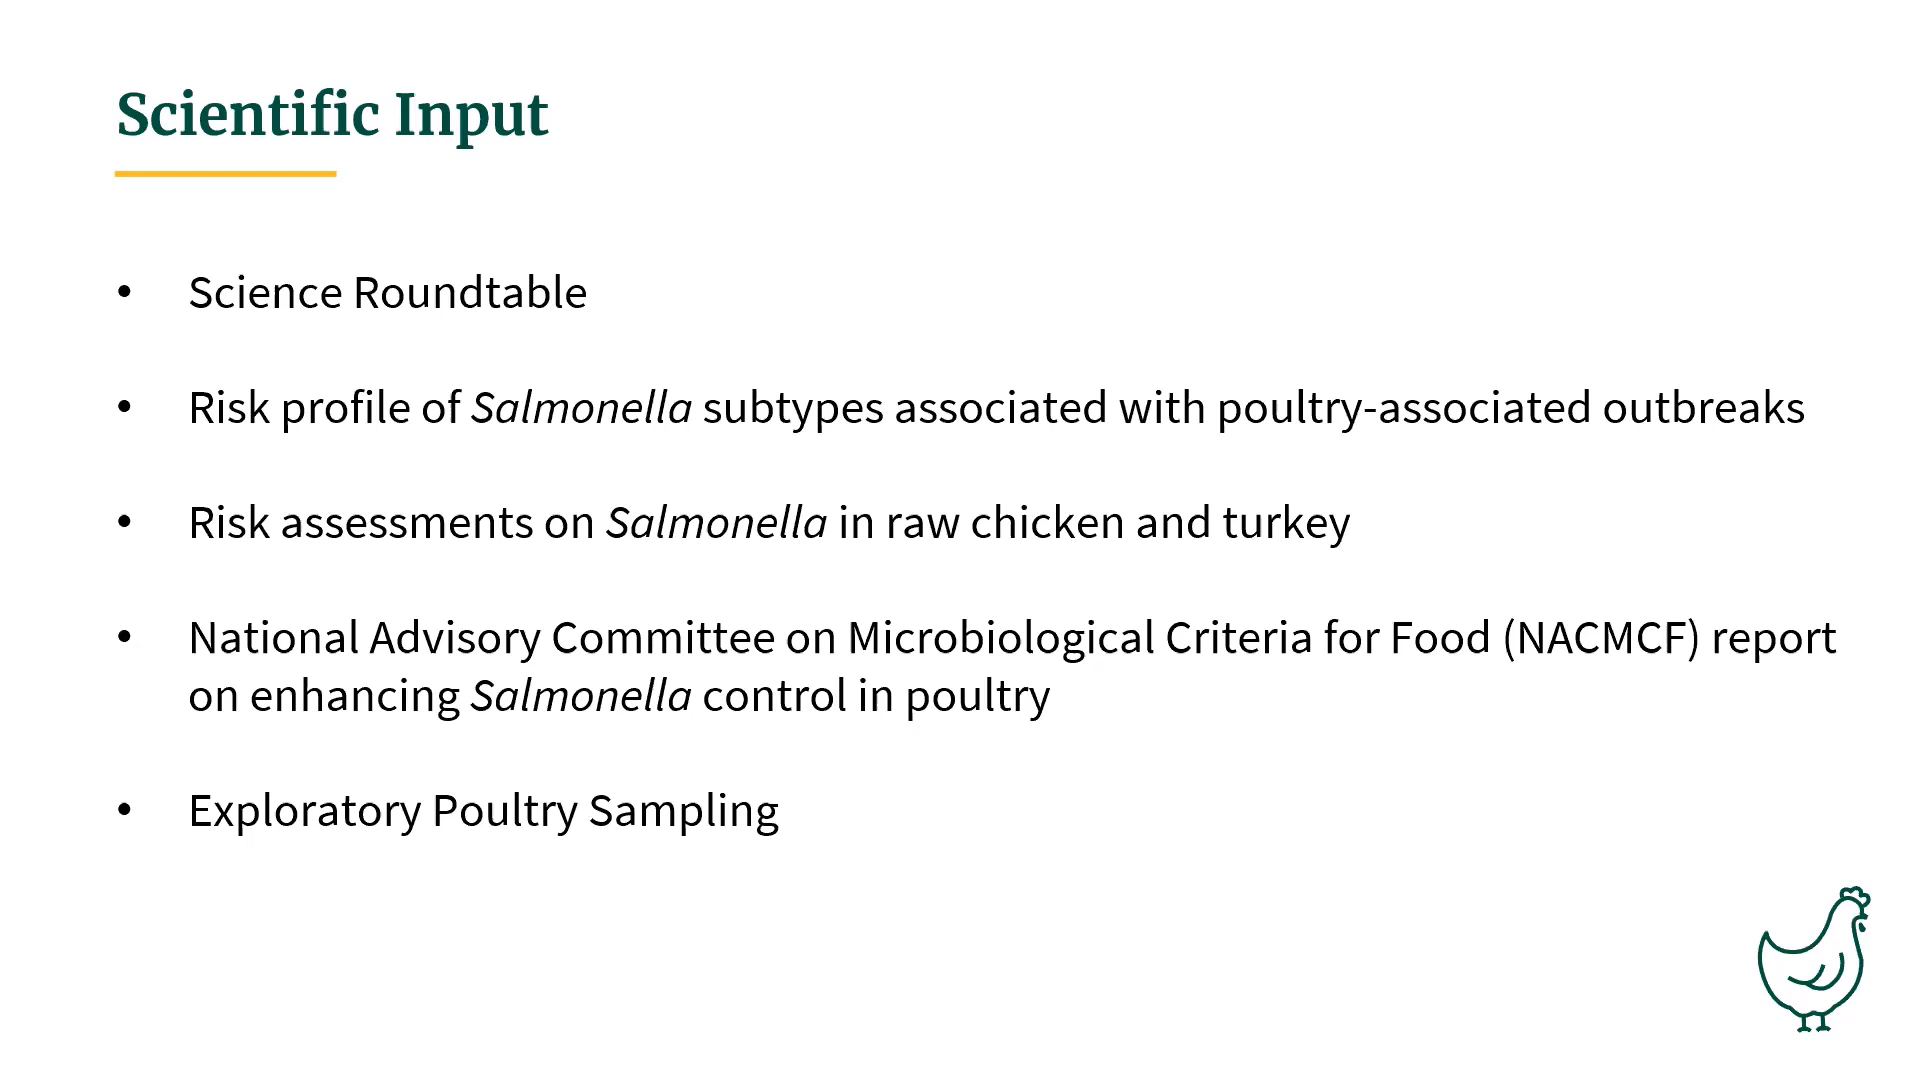 Scientific Input
• Science Roundtable
• Risk profile of Salmonella subtypes associated with poultry-associated outbreaks
• Risk assessments on Salmonella in raw chicken and turkey
• National Advisory Committee on Microbiological Criteria for Food (NACMCF) report
on enhancing Salmonella control in poultry
• Exploratory Poultry Sampling